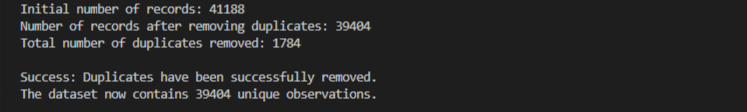 Initial number of records: 41188
Number of records after removing duplicates: 39404
Total number of duplicates removed: 1784
Success: Duplicates have been successfully removed.
The dataset now contains 39404 unique observations.